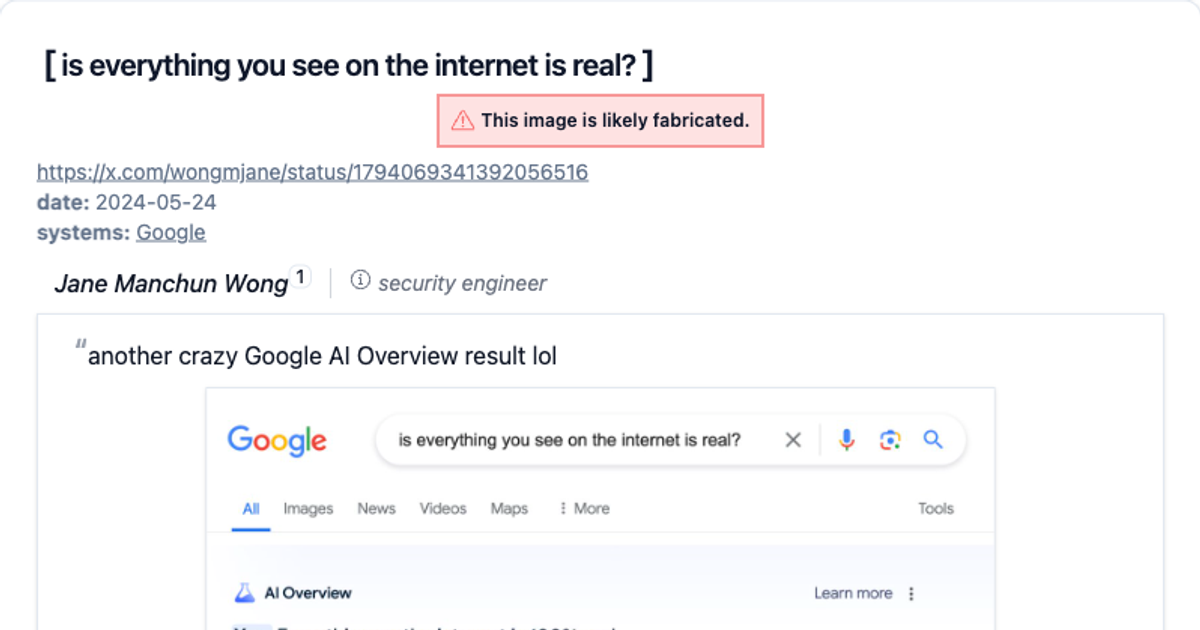 [ is everything you see on the internet is real? ]
This image is likely fabricated.
https://x.com/wongmjane/status/1794069341392056516
date: 2024-05-24
systems: Google
Jane Manchun Wong 1 security engineer
"another crazy Google AI Overview result lol
Google is everything you see on the internet is real?
All Images News Videos Maps More Tools
AI Overview Learn more